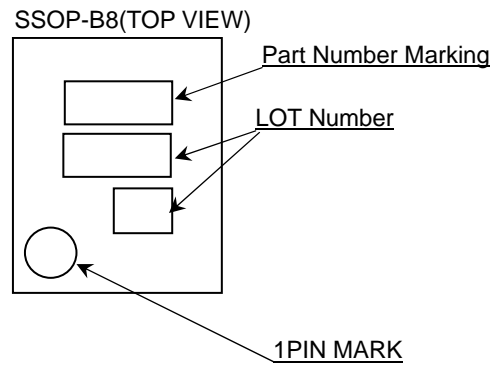 SSOP-B8(TOP VIEW)
Part Number Marking
LOT Number
1PIN MARK